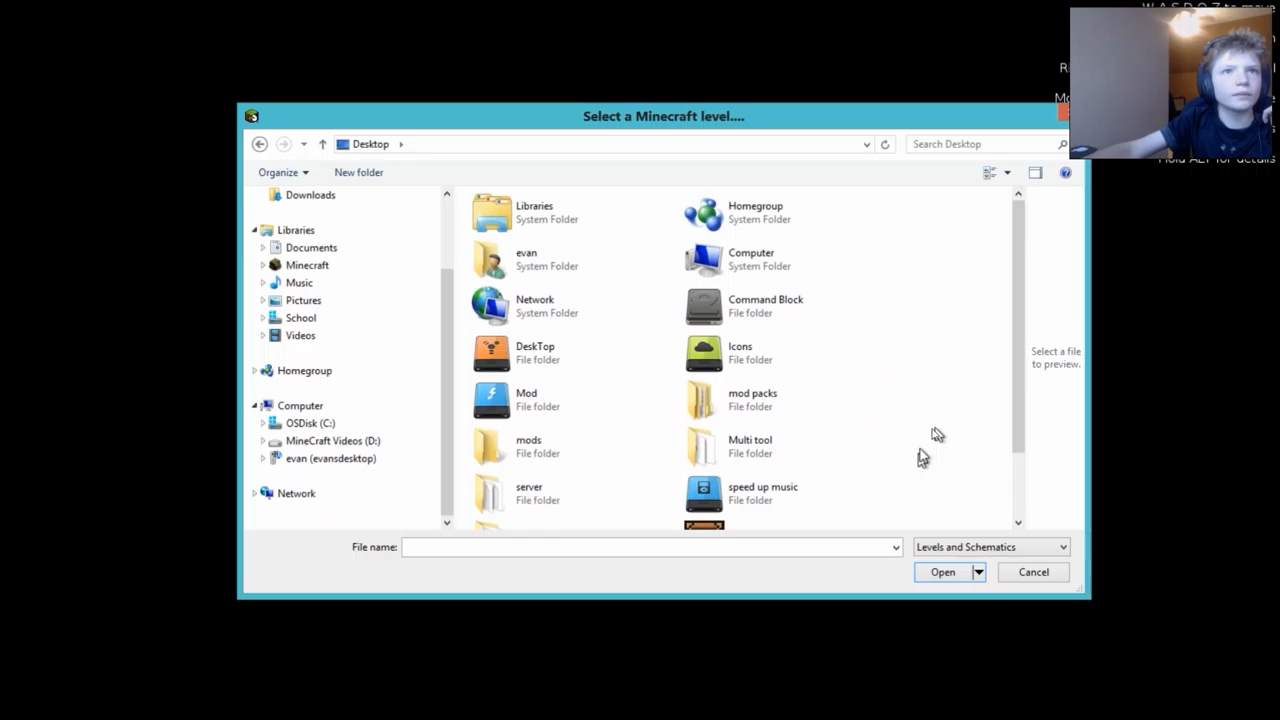 W A S D Q Z to move
Select a Minecraft level....
Desktop
Search Desktop
Organize
New folder
Downloads
Libraries
Documents
Minecraft
Music
Pictures
School
Videos
Homegroup
Computer
OSDisk (C:)
MineCraft Videos (D:)
evan (evansdesktop)
Network
Libraries
System Folder
Homegroup
System Folder
evan
System Folder
Computer
System Folder
Network
System Folder
Command Block
File folder
DeskTop
File folder
Icons
File folder
Mod
File folder
mod packs
File folder
mods
File folder
Multi tool
File folder
server
File folder
speed up music
File folder
Select a file
to preview.
Hold ALT for details
File name:
Levels and Schematics
Open
Cancel